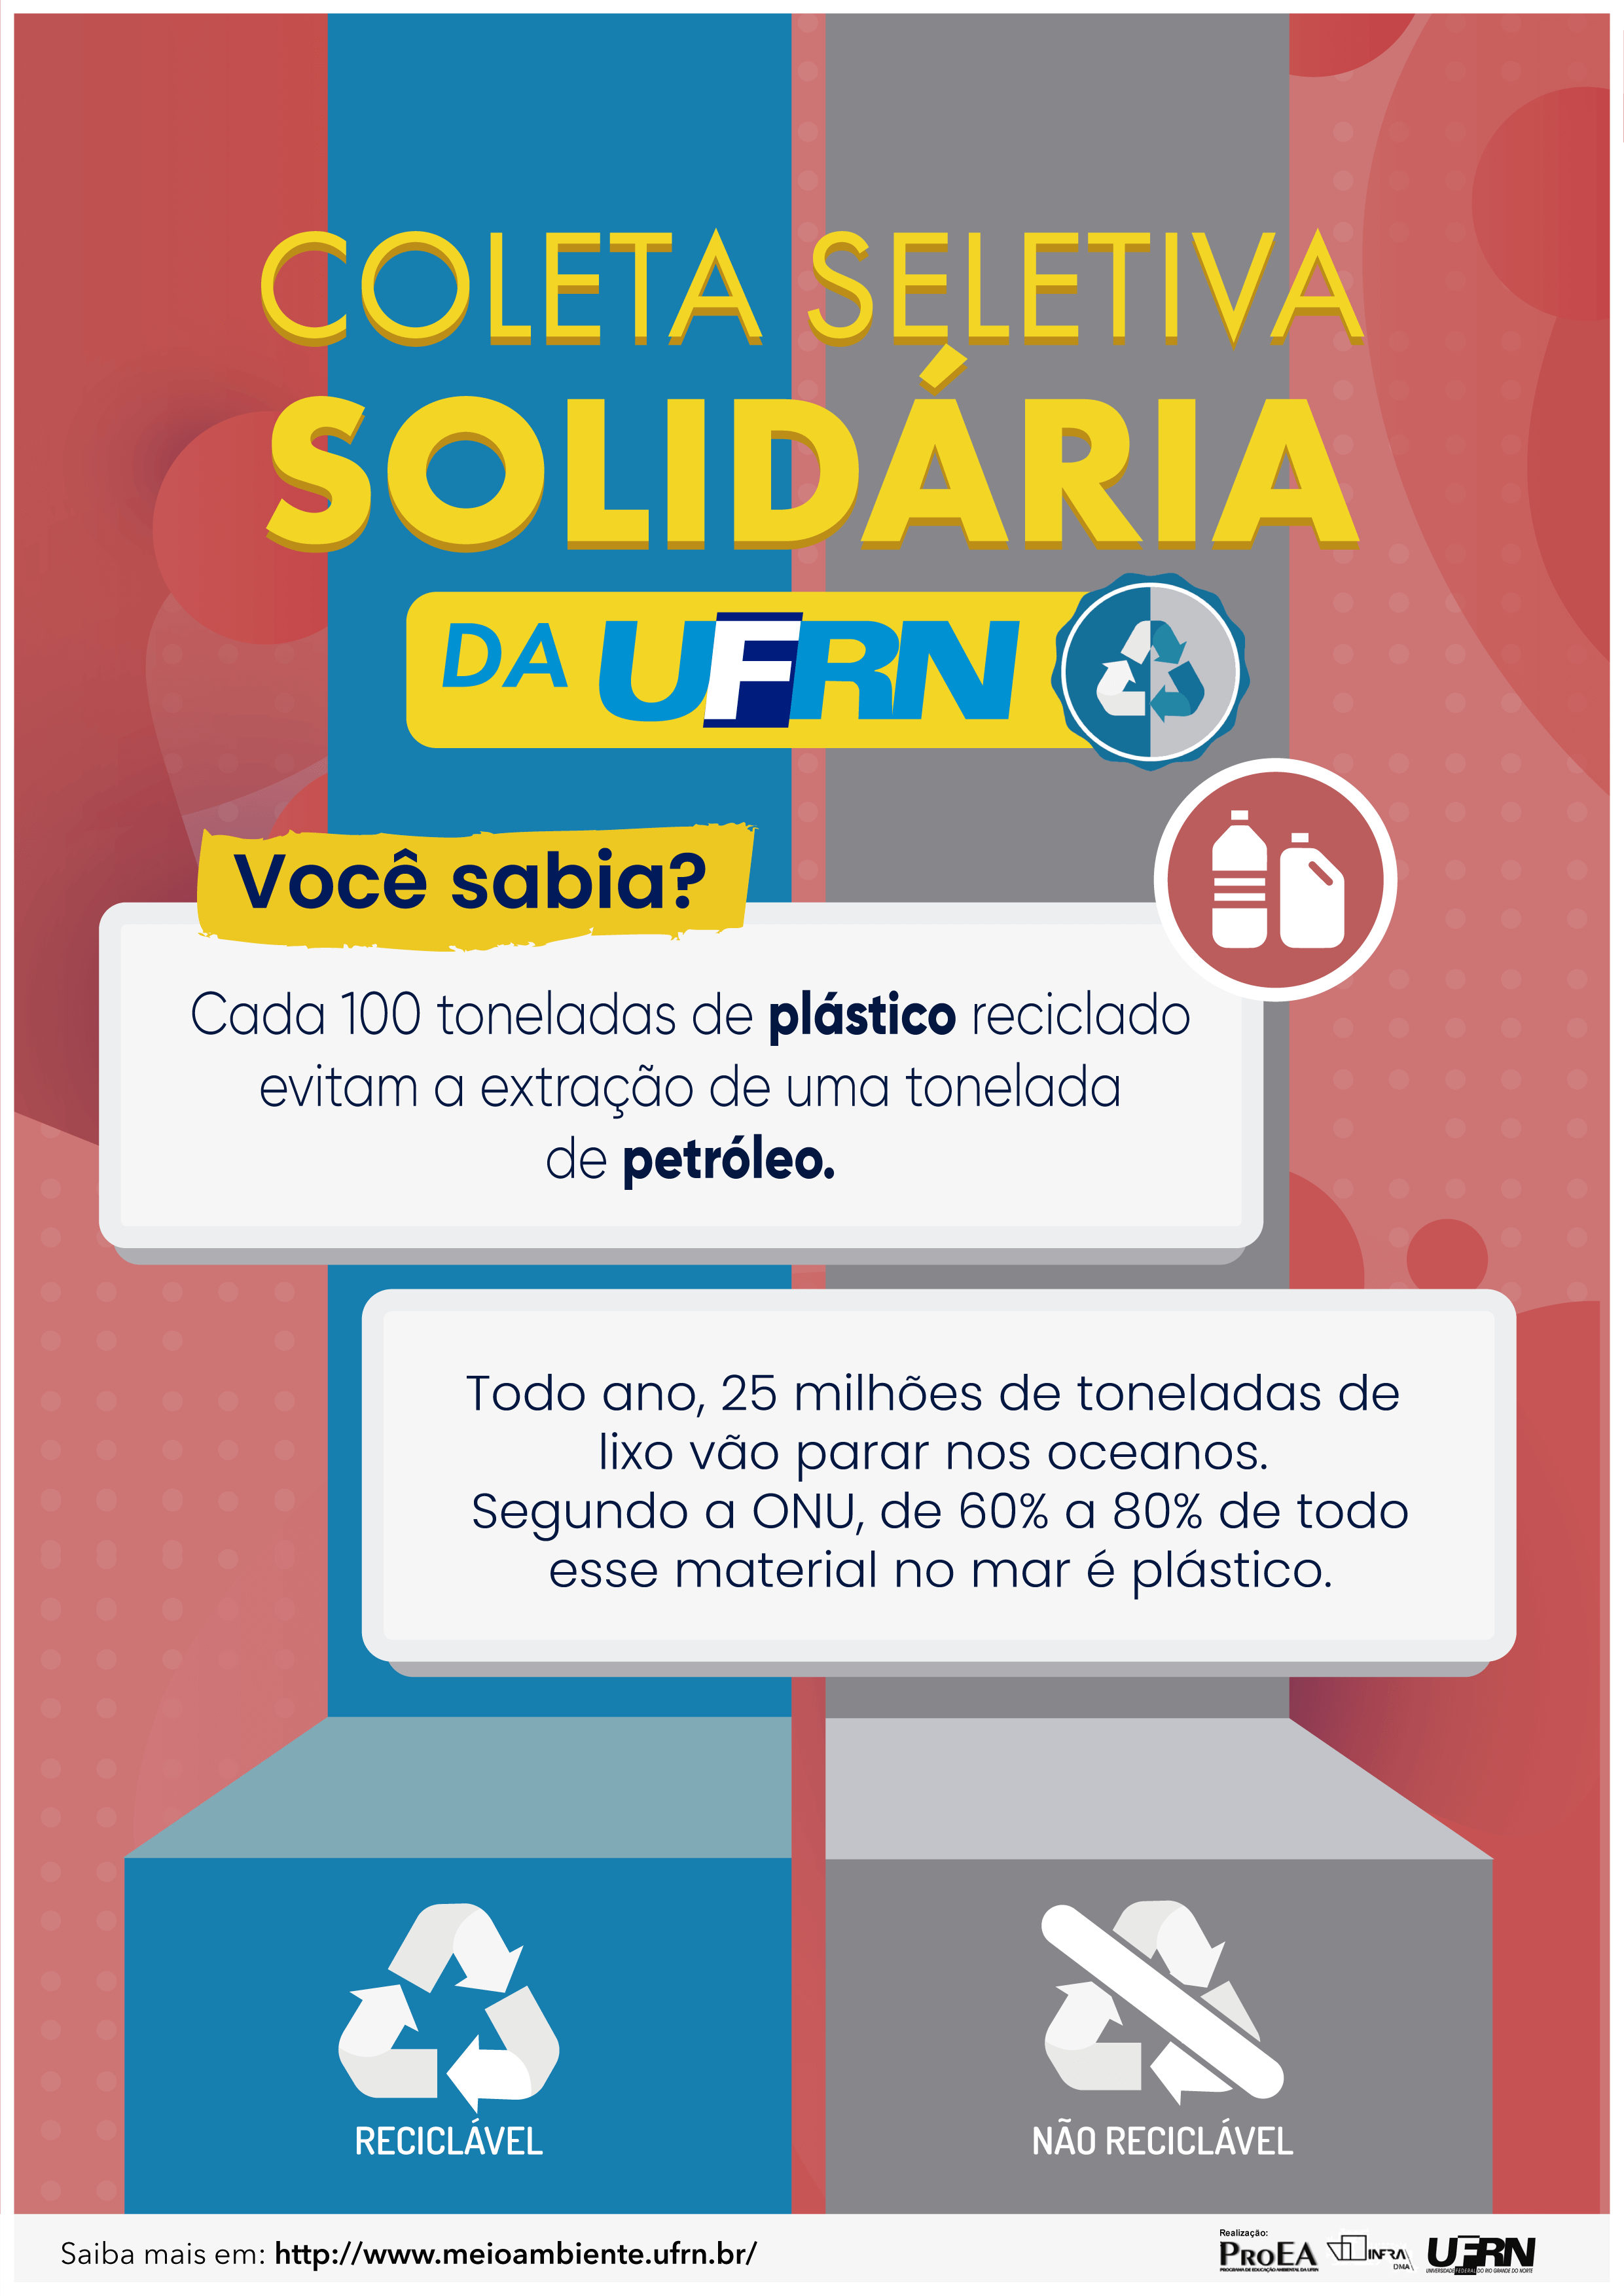 COLETA SELETIVA
SOLIDÁRIA
DA UFRN
Você sabia?
Cada 100 toneladas de plástico reciclado
evitam a extração de uma tonelada
de petróleo.
Todo ano, 25 milhões de toneladas de
lixo vão parar nos oceanos.
Segundo a ONU, de 60% a 80% de todo
esse material no mar é plástico.
RECICLÁVEL
NÃO RECICLÁVEL
Saiba mais em: http://www.meioambiente.ufrn.br/
Realização:
PROEA
PROGRAMA DE EDUCAÇÃO AMBIENTAL DA UFRN
INFRA
DMA
UFRN
UNIVERSIDADE FEDERAL DO RIO GRANDE DO NORTE